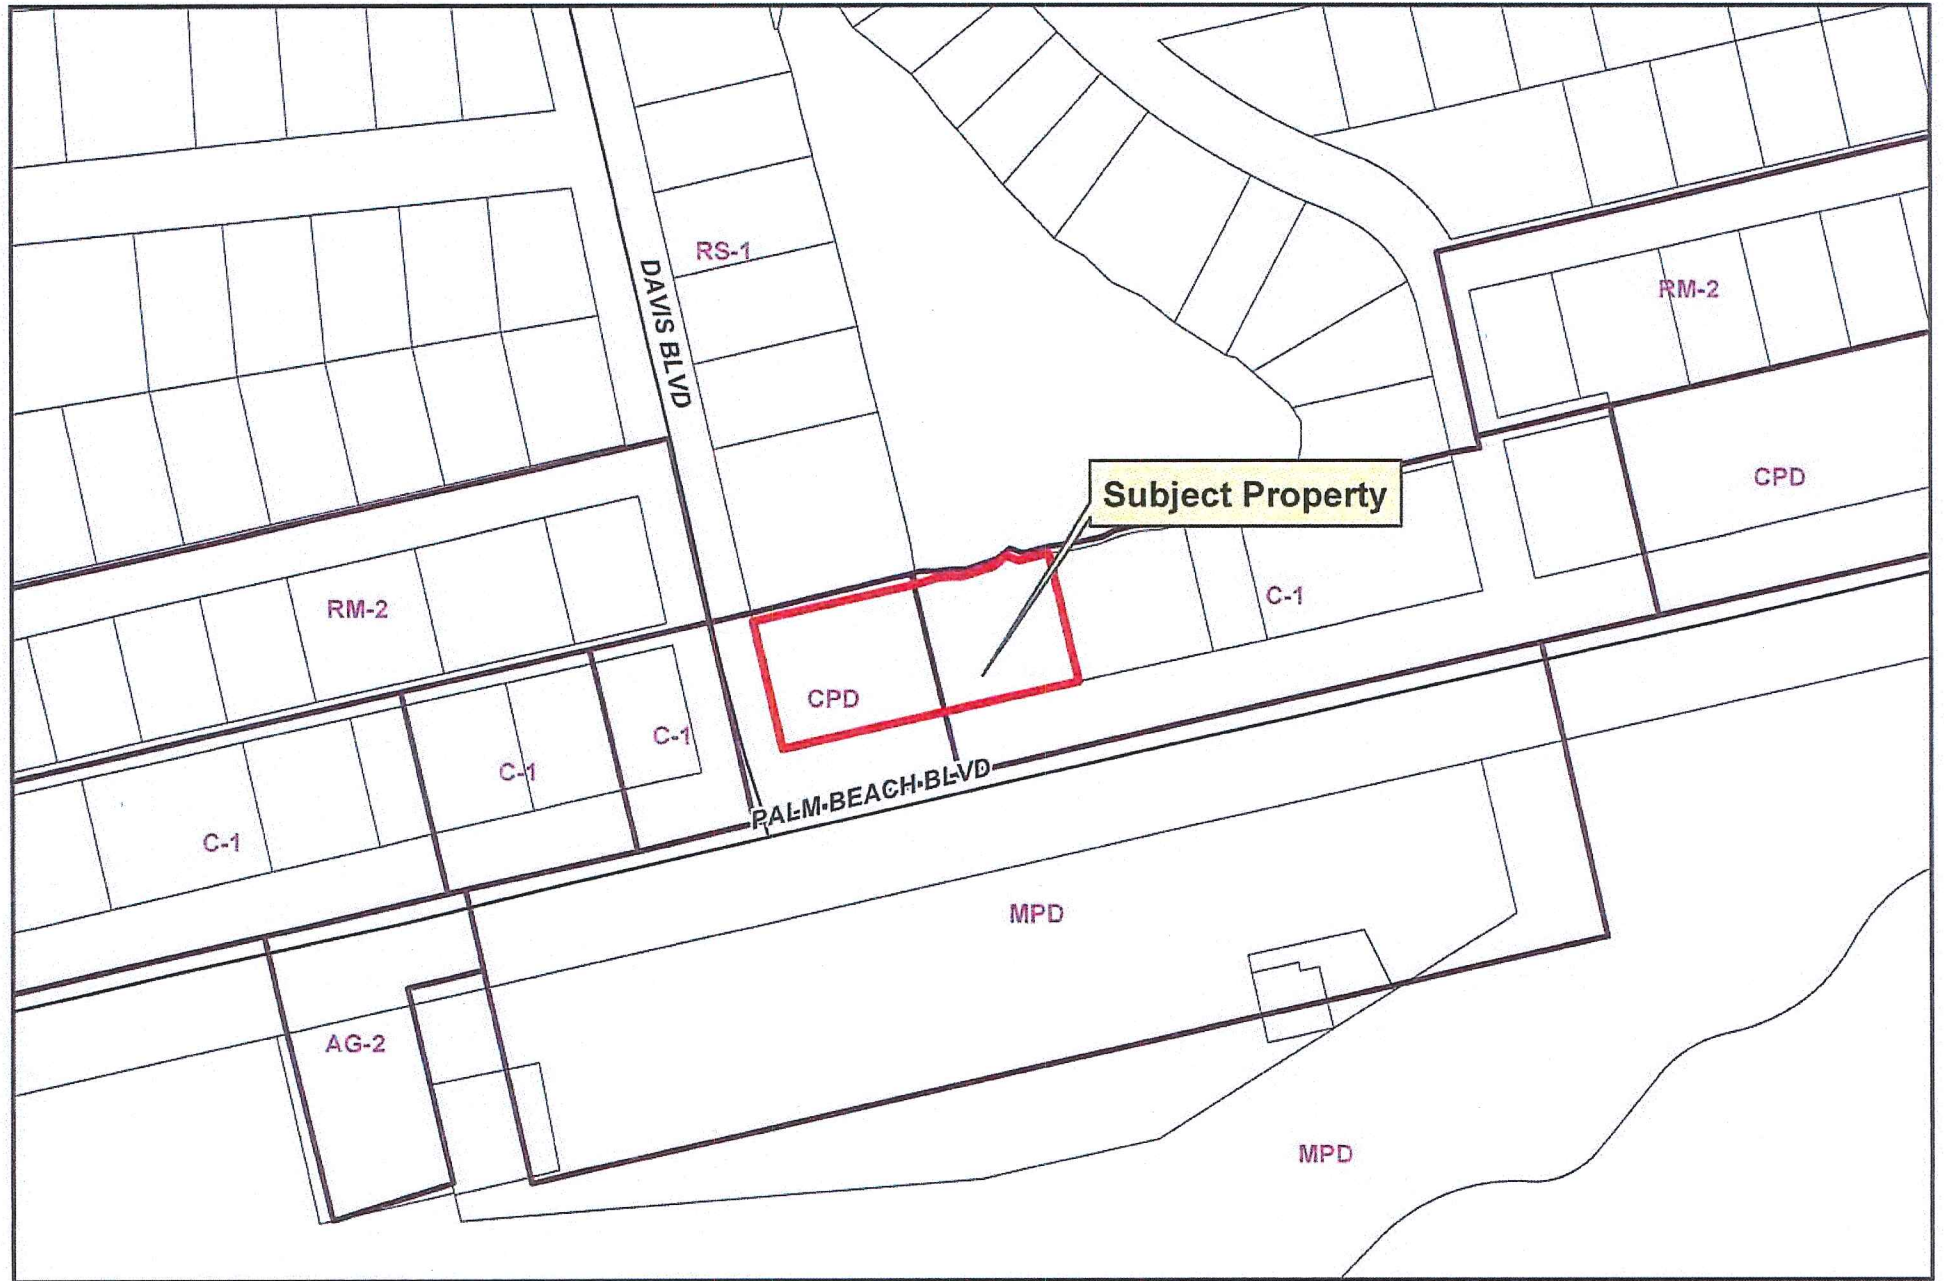 RS-1
DAVIS BLVD
RM-2
CPD
Subject Property
C-1
RM-2
CPD
C-1
C-1
C-1
PALM BEACH BLVD
MPD
AG-2
MPD